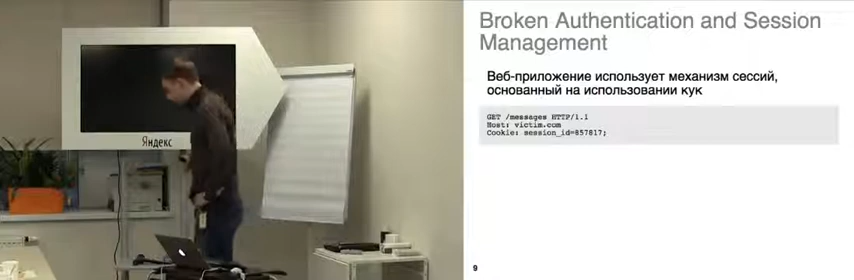 Яндекс
Broken Authentication and Session
Management
Веб-приложение использует механизм сессий,
основанный на использовании кук
GET /messages HTTP/1.1
Host: victim.com
Cookie: session_id=857817;
9